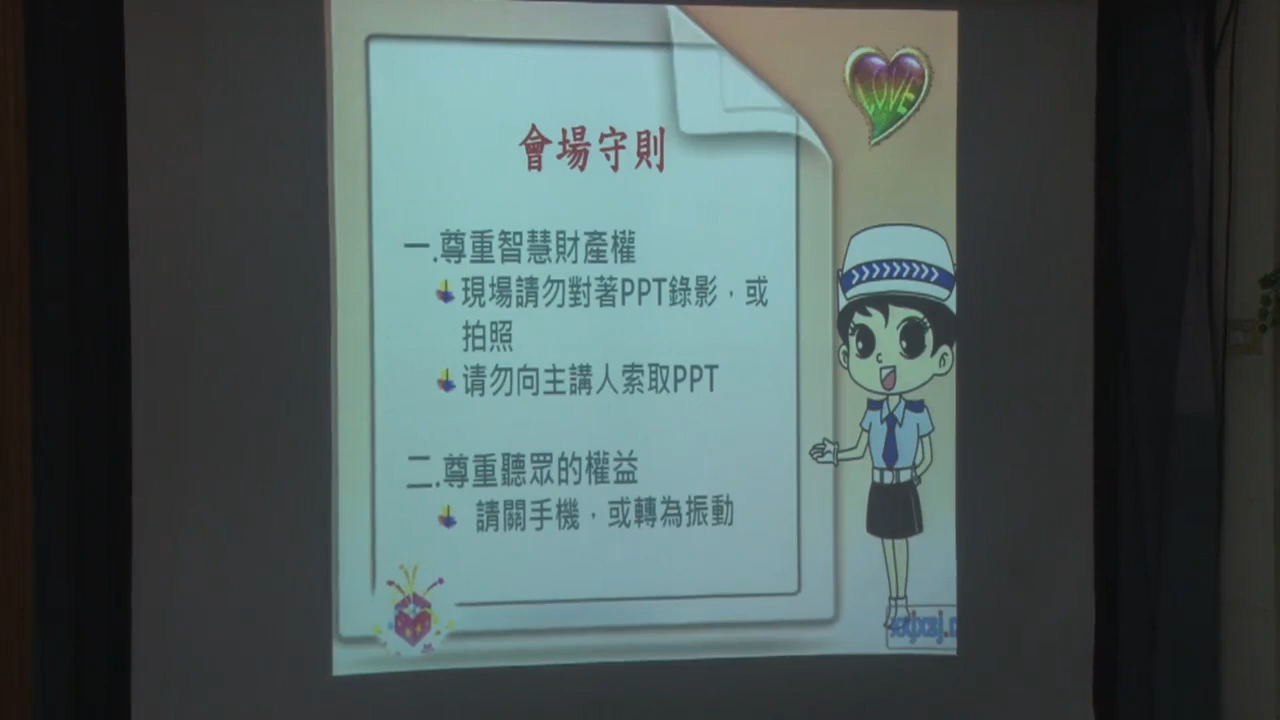 LOVE
會場守則
一.尊重智慧財產權
現場請勿對著PPT錄影，或
拍照
请勿向主講人索取PPT
二.尊重聽眾的權益
請關手機，或轉為振動